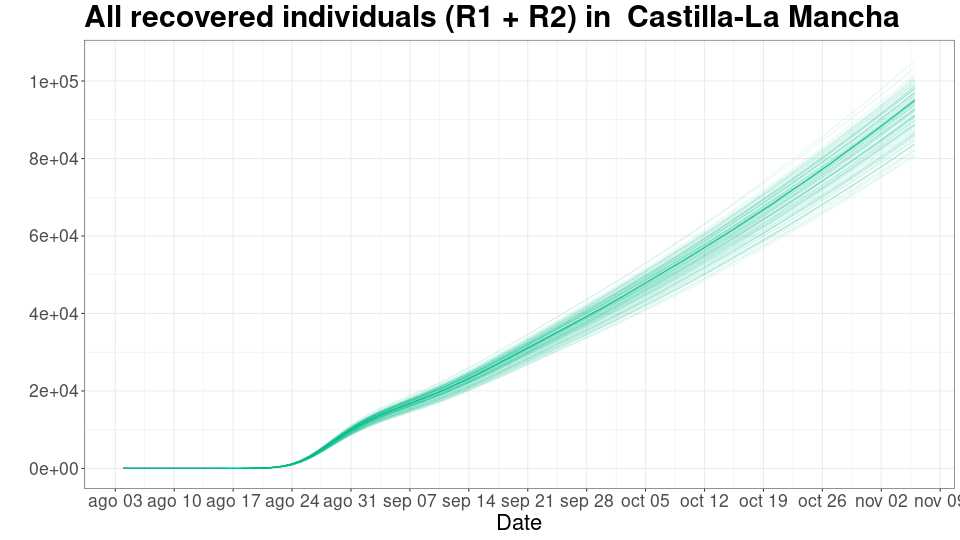 All recovered individuals (R1 + R2) in  Castilla-La Mancha
1e+05
8e+04
6e+04
4e+04
2e+04
0e+00
ago 03 ago 10 ago 17 ago 24 ago 31 sep 07 sep 14 sep 21 sep 28 oct 05 oct 12 oct 19 oct 26 nov 02 nov 09
Date